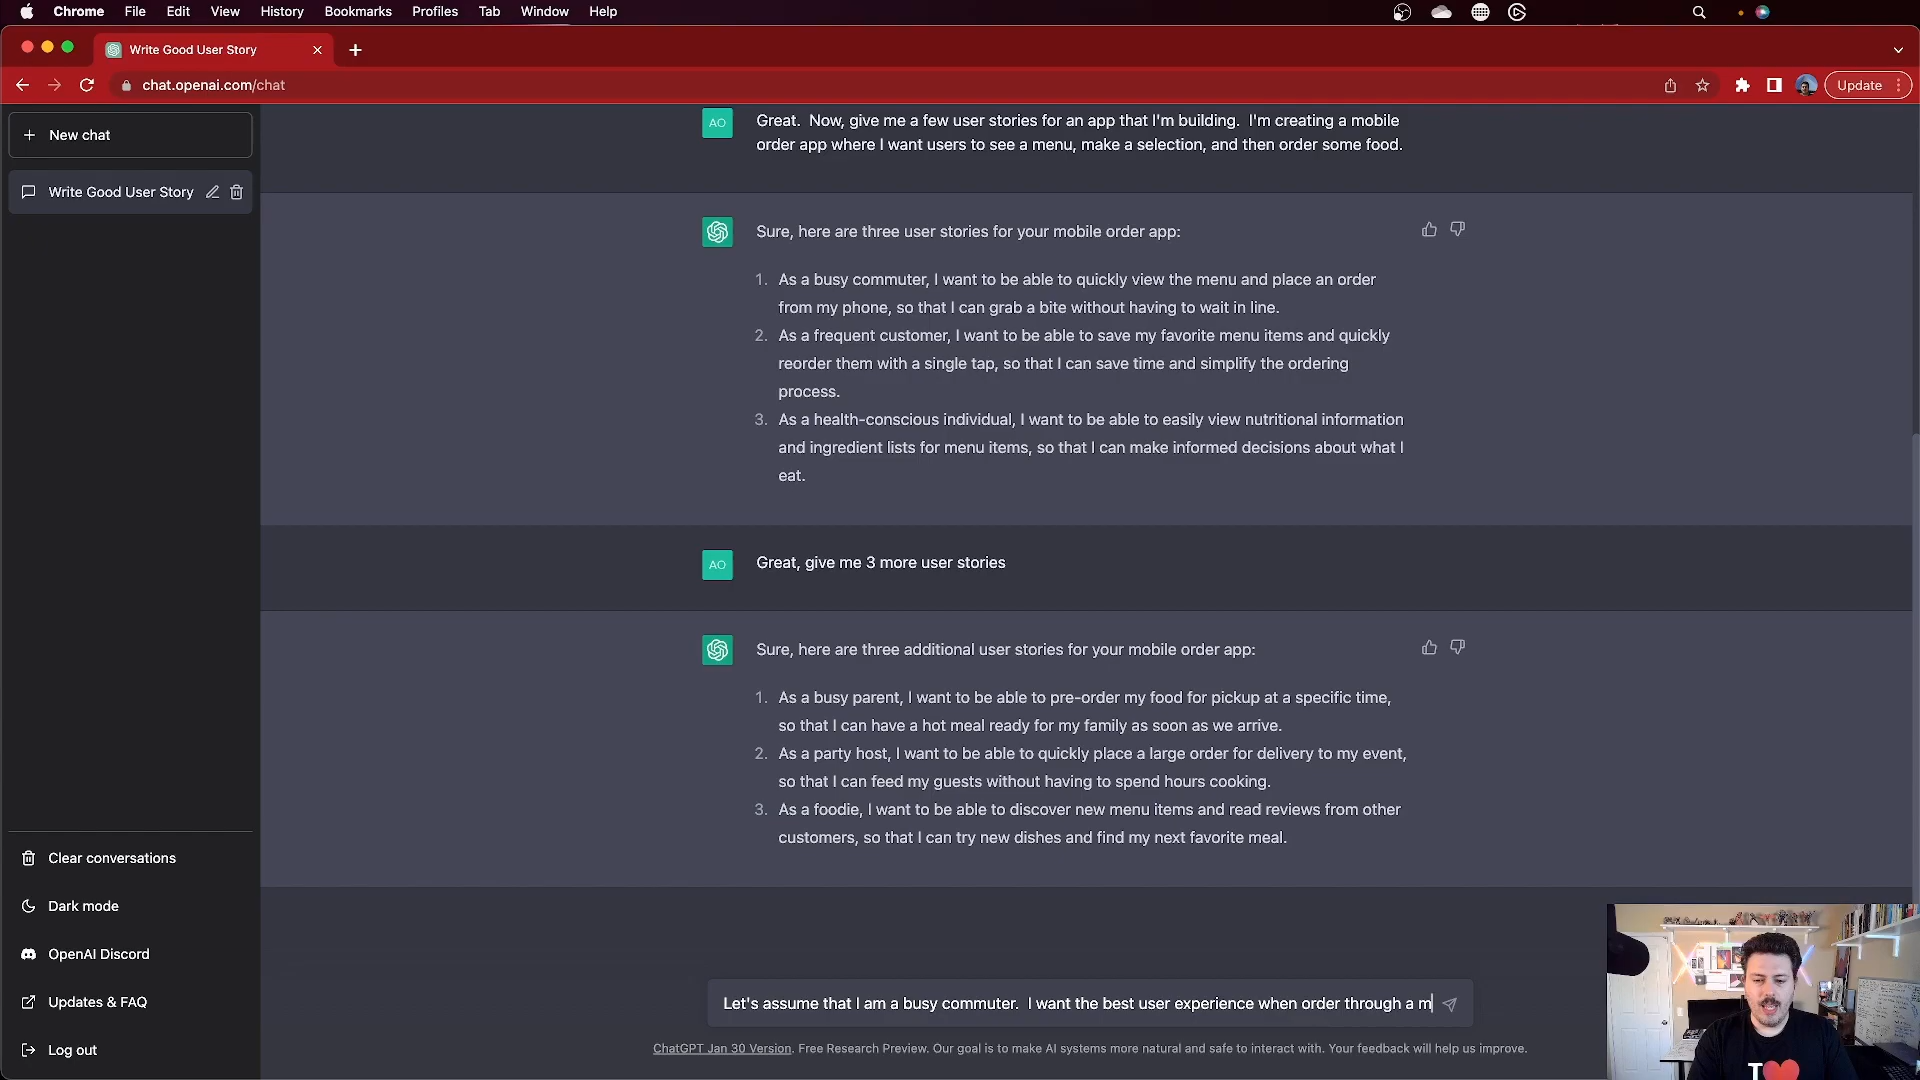 Chrome File Edit View History Bookmarks Profiles Tab Window Help
Write Good User Story
chat.openai.com/chat
Update
New chat
Write Good User Story
AO
Great.  Now, give me a few user stories for an app that I'm building.  I'm creating a mobile
order app where I want users to see a menu, make a selection, and then order some food.
Sure, here are three user stories for your mobile order app:
1. As a busy commuter, I want to be able to quickly view the menu and place an order
from my phone, so that I can grab a bite without having to wait in line.
2. As a frequent customer, I want to be able to save my favorite menu items and quickly
reorder them with a single tap, so that I can save time and simplify the ordering
process.
3. As a health-conscious individual, I want to be able to easily view nutritional information
and ingredient lists for menu items, so that I can make informed decisions about what I
eat.
AO
Great, give me 3 more user stories
Sure, here are three additional user stories for your mobile order app:
1. As a busy parent, I want to be able to pre-order my food for pickup at a specific time,
so that I can have a hot meal ready for my family as soon as we arrive.
2. As a party host, I want to be able to quickly place a large order for delivery to my event,
so that I can feed my guests without having to spend hours cooking.
3. As a foodie, I want to be able to discover new menu items and read reviews from other
customers, so that I can try new dishes and find my next favorite meal.
Clear conversations
Dark mode
OpenAI Discord
Updates & FAQ
Log out
Let's assume that I am a busy commuter.  I want the best user experience when order through a m
ChatGPT Jan 30 Version. Free Research Preview. Our goal is to make AI systems more natural and safe to interact with. Your feedback will help us improve.
I